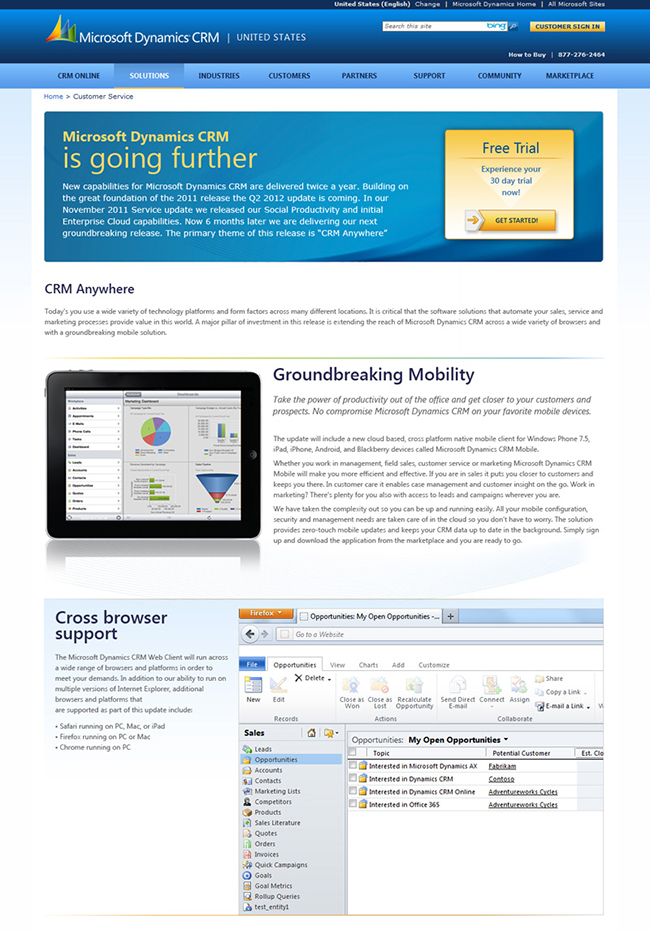 United States (English) Change | Microsoft Dynamics Home | All Microsoft Sites
Microsoft Dynamics CRM | UNITED STATES
Search this site bing
CUSTOMER SIGN IN
How to Buy | 877-276-2464
CRM ONLINE SOLUTIONS INDUSTRIES CUSTOMERS PARTNERS SUPPORT COMMUNITY MARKETPLACE
Home > Customer Service
Microsoft Dynamics CRM
is going further
New capabilities for Microsoft Dynamics CRM are delivered twice a year. Building on
the great foundation of the 2011 release the Q2 2012 update is coming. In our
November 2011 Service update we released our Social Productivity and initial
Enterprise Cloud capabilities. Now 6 months later we are delivering our next
groundbreaking release. The primary theme of this release is “CRM Anywhere”
Free Trial
Experience your
30 day trial
now!
GET STARTED!
CRM Anywhere
Today's you use a wide variety of technology platforms and form factors across many different locations. It is critical that the software solutions that automate your sales, service and
marketing processes provide value in this world. A major pillar of investment in this release is extending the reach of Microsoft Dynamics CRM across a wide variety of browsers and
with a groundbreaking mobile solution.
Workplace
Activities
Appointments
E-Mails
Phone Calls
Tasks
Dashboard
Sales
Leads
Accounts
Contacts
Opportunities
Quotes
Orders
Products
Dashboards
Marketing Dashboard
Groundbreaking Mobility
Take the power of productivity out of the office and get closer to your customers and
prospects. No compromise Microsoft Dynamics CRM on your favorite mobile devices.
The update will include a new cloud based, cross platform native mobile client for Windows Phone 7.5,
iPad, iPhone, Android, and Blackberry devices called Microsoft Dynamics CRM Mobile.
Whether you work in management, field sales, customer service or marketing Microsoft Dynamics CRM
Mobile will make you more efficient and effective. If you are in sales it puts you closer to customers and
keeps you there. In customer care it enables case management and customer insight on the go. Work in
marketing? There's plenty for you also with access to leads and campaigns wherever you are.
We have taken the complexity out so you can be up and running easily. All your mobile configuration,
security and management needs are taken care of in the cloud so you don't have to worry. The solution
provides zero-touch mobile updates and keeps your CRM data up to date in the background. Simply sign
up and download the application from the marketplace and you are ready to go.
Cross browser
support
The Microsoft Dynamics CRM Web Client will run across
a wide range of browsers and platforms in order to
meet your demands. In addition to our ability to run on
multiple versions of Internet Explorer, additional
browsers and platforms that
are supported as part of this update include:
• Safari running on PC, Mac, or iPad
• Firefox running on PC or Mac
• Chrome running on PC
Firefox
Opportunities: My Open Opportunities -... +
Go to a Website
File Opportunities View Charts Add Customize
New Edit Delete
Close as Won
Close as Lost
Recalculate Opportunity
Send Direct E-mail
Connect
Assign
Share
Copy a Link
E-mail a Link
Records Actions Collaborate
Sales
Leads
Opportunities
Accounts
Contacts
Marketing Lists
Competitors
Products
Sales Literature
Quotes
Orders
Invoices
Quick Campaigns
Goals
Goal Metrics
Rollup Queries
test_entity1
Opportunities: My Open Opportunities
Topic Potential Customer Est. Clo
Interested in Microsoft Dynamics AX Fabrikam
Interested in Dynamics CRM Contoso
Interested in Dynamics CRM Online Adventureworks Cycles
Interested in Office 365 Adventureworks Cycles